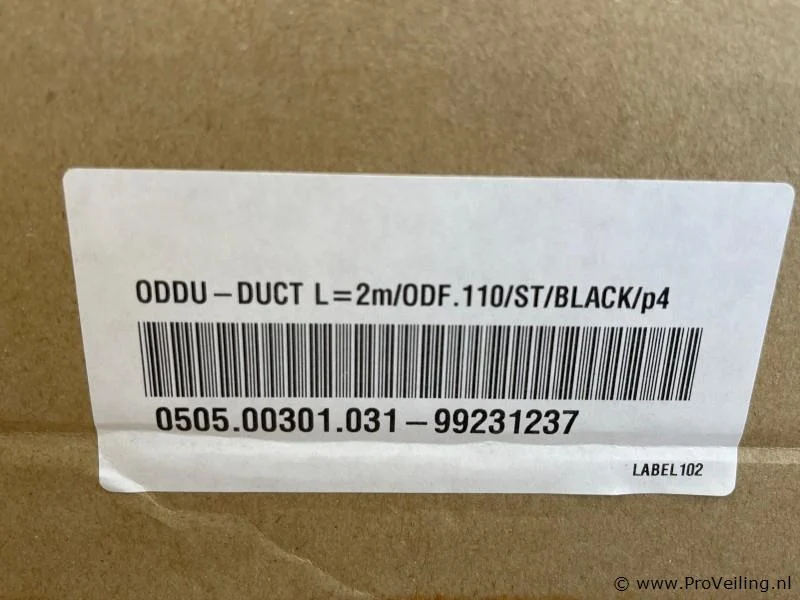 ODDU-DUCT L=2m/ODF.110/ST/BLACK/p4
0505.00301.031-99231237
LABEL102
© www.ProVeiling.nl